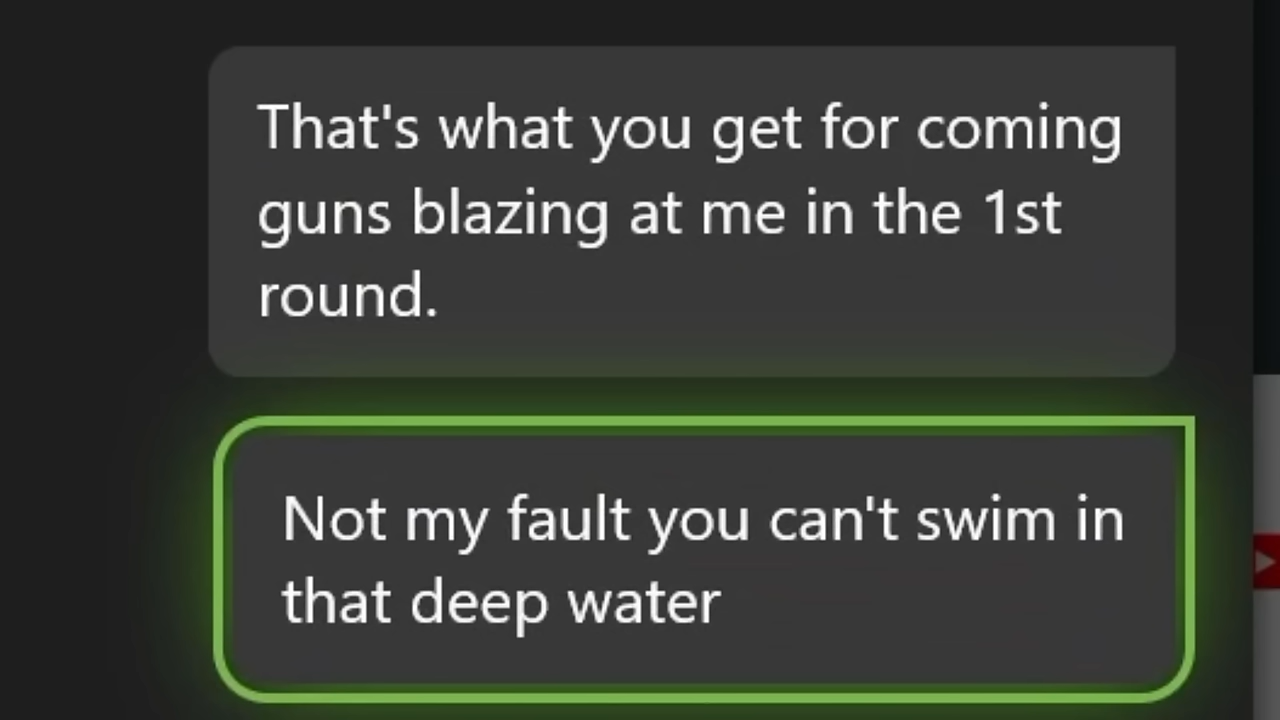 That's what you get for coming
guns blazing at me in the 1st
round.
Not my fault you can't swim in
that deep water